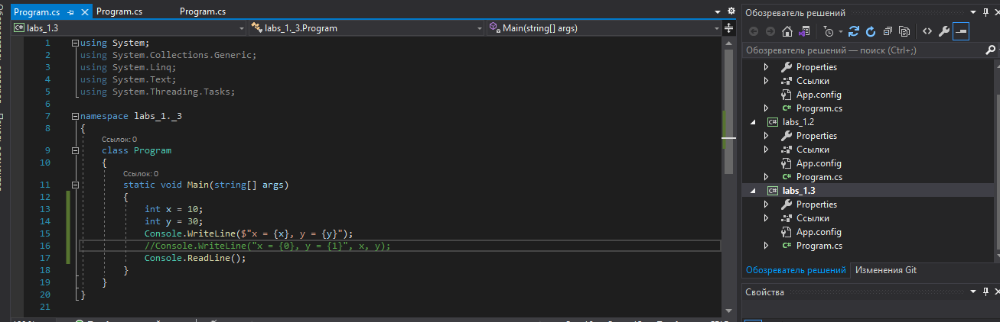 Program.cs
Program.cs
Program.cs
labs_1.3
labs_1._3.Program
Main(string[] args)
1 using System;
2 using System.Collections.Generic;
3 using System.Linq;
4 using System.Text;
5 using System.Threading.Tasks;
6
7 namespace labs_1._3
8 {
Ссылок: 0
9 class Program
10 {
Ссылок: 0
11 static void Main(string[] args)
12 {
13 int x = 10;
14 int y = 30;
15 Console.WriteLine($"x = {x}, y = {y}");
16 //Console.WriteLine("x = {0}, y = {1}", x, y);
17 Console.ReadLine();
18 }
19 }
20 }
21
Обозреватель решений
Обозреватель решений — поиск (Ctrl+;)
Properties
Ссылки
App.config
Program.cs
labs_1.2
Properties
Ссылки
App.config
Program.cs
labs_1.3
Properties
Ссылки
App.config
Program.cs
Обозреватель решений
Изменения Git
Свойства